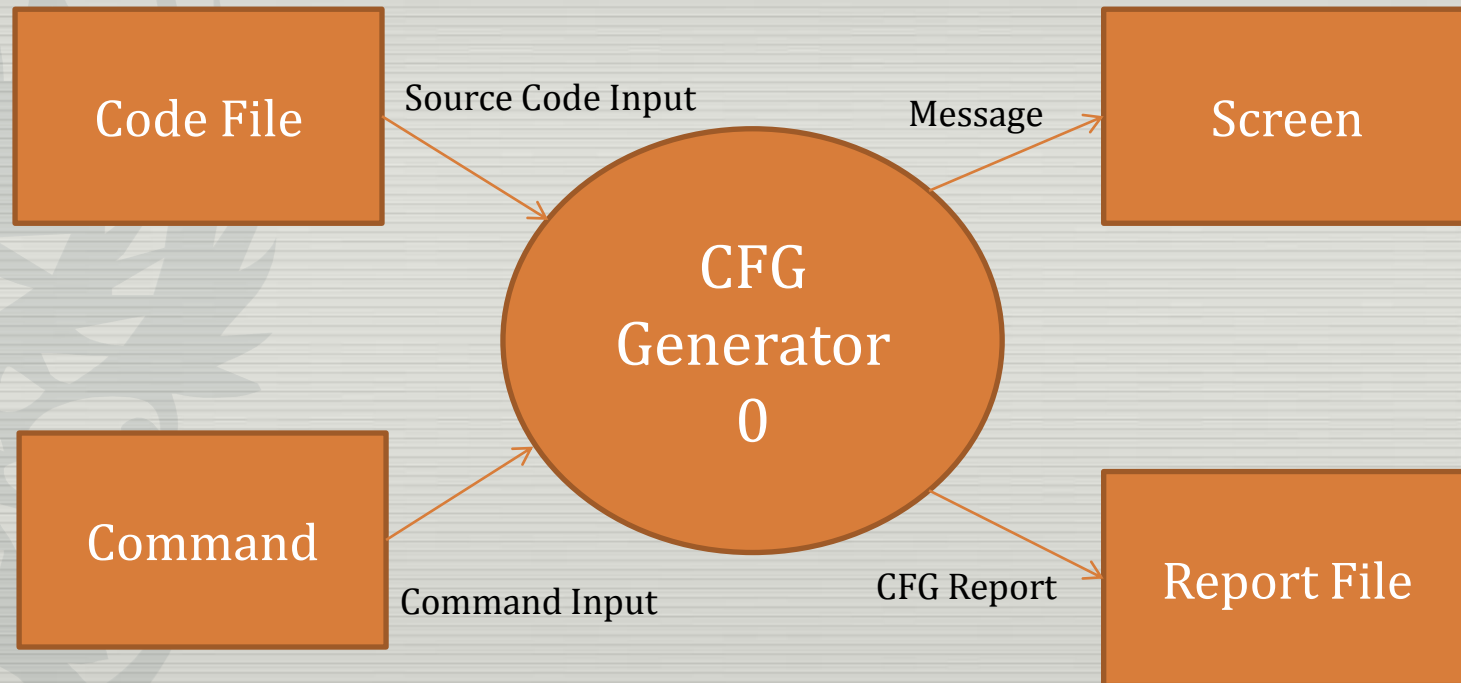 Code File
Source Code Input
Message
Screen
CFG
Generator
0
Command
Command Input
CFG Report
Report File